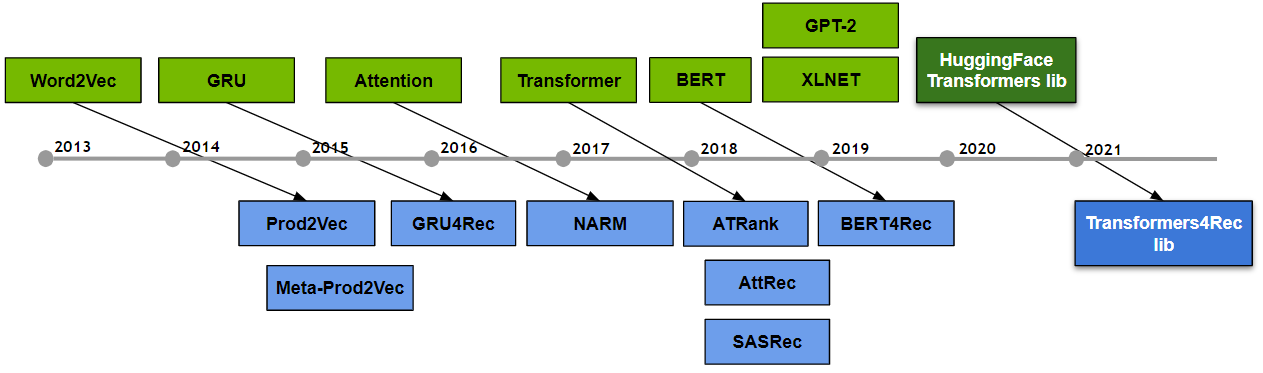 GPT-2
HuggingFace
Transformers lib
Word2Vec
GRU
Attention
Transformer
BERT
XLNET
2013
2014
2015
2016
2017
2018
2019
2020
2021
Prod2Vec
GRU4Rec
NARM
ATRank
BERT4Rec
Transformers4Rec
lib
Meta-Prod2Vec
AttRec
SASRec